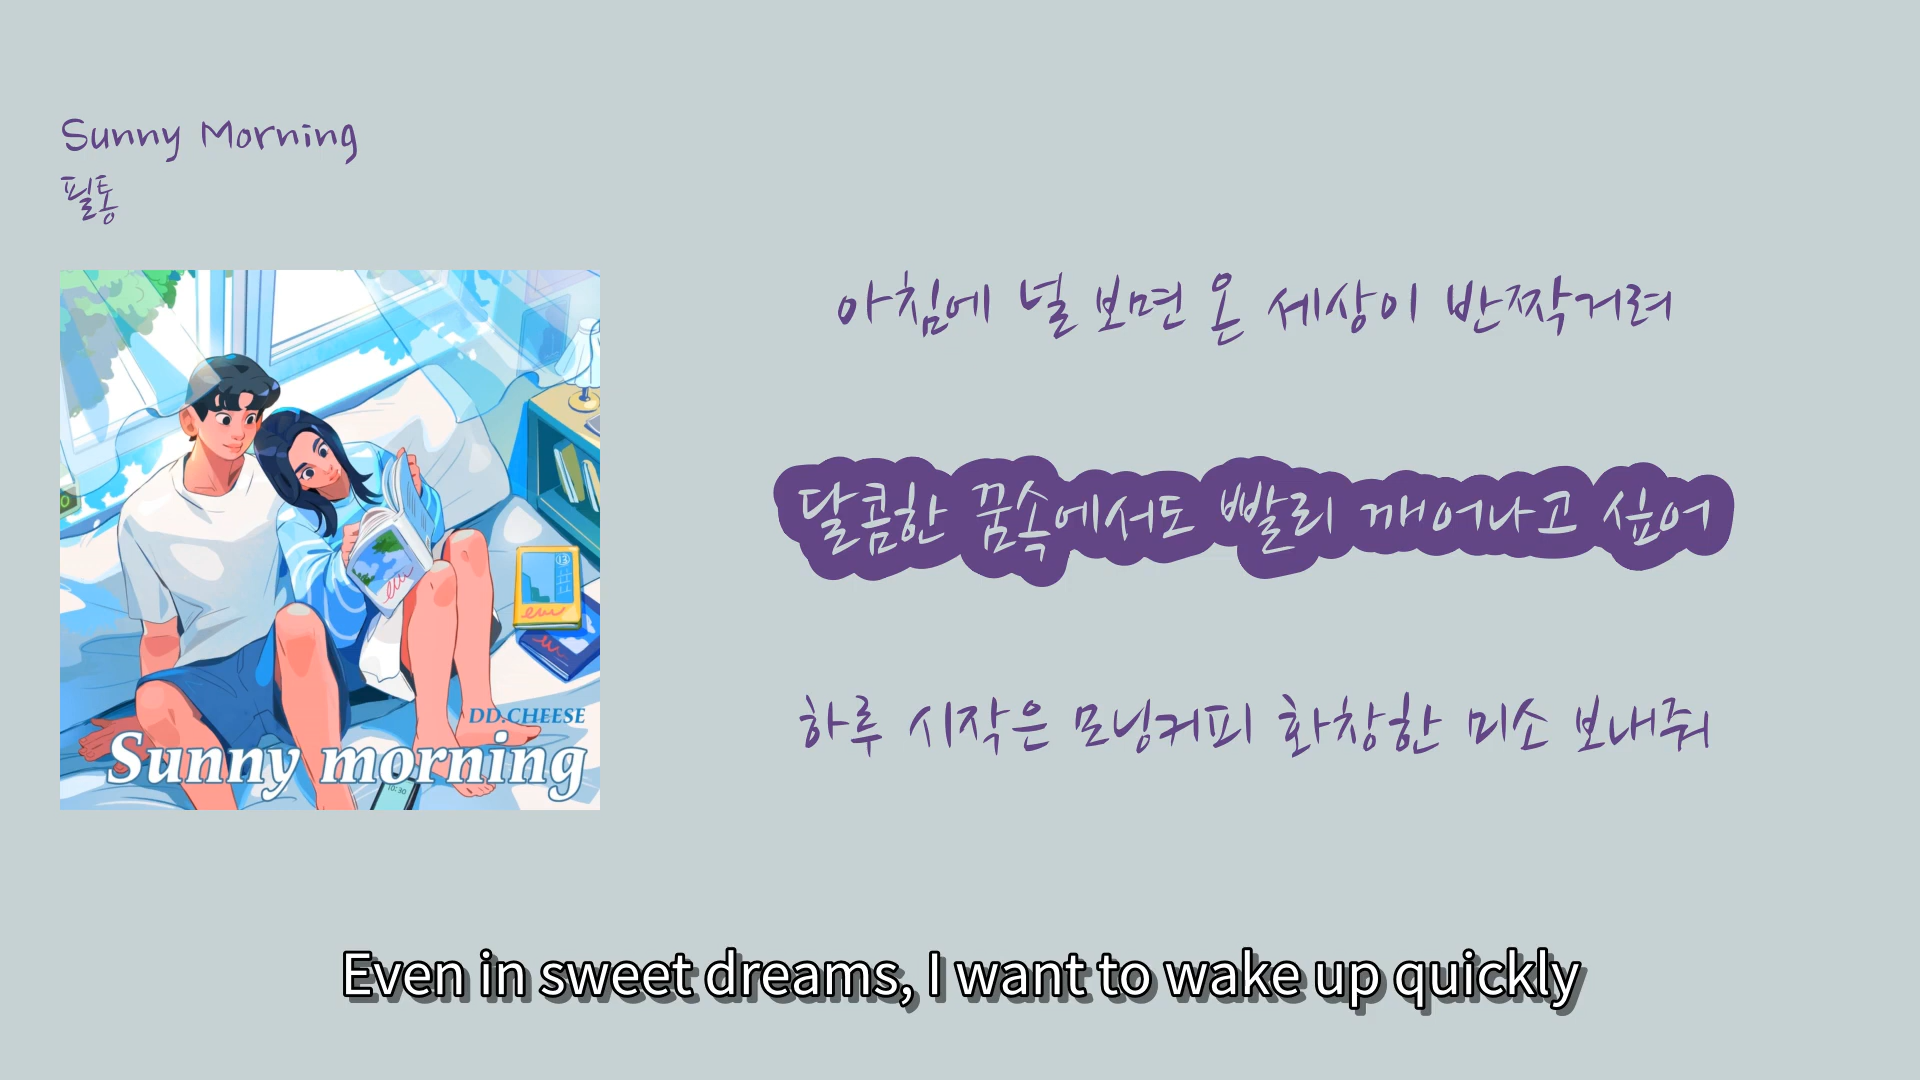 Sunny Morning
필통
아침에 널 보면 온 세상이 반짝거려
달콤한 꿈속에서도 빨리 깨어나고 싶어
하루 시작은 모닝커피 화창한 미소 보내줘
DD.CHEESE
Sunny morning
10:30
Even in sweet dreams, I want to wake up quickly